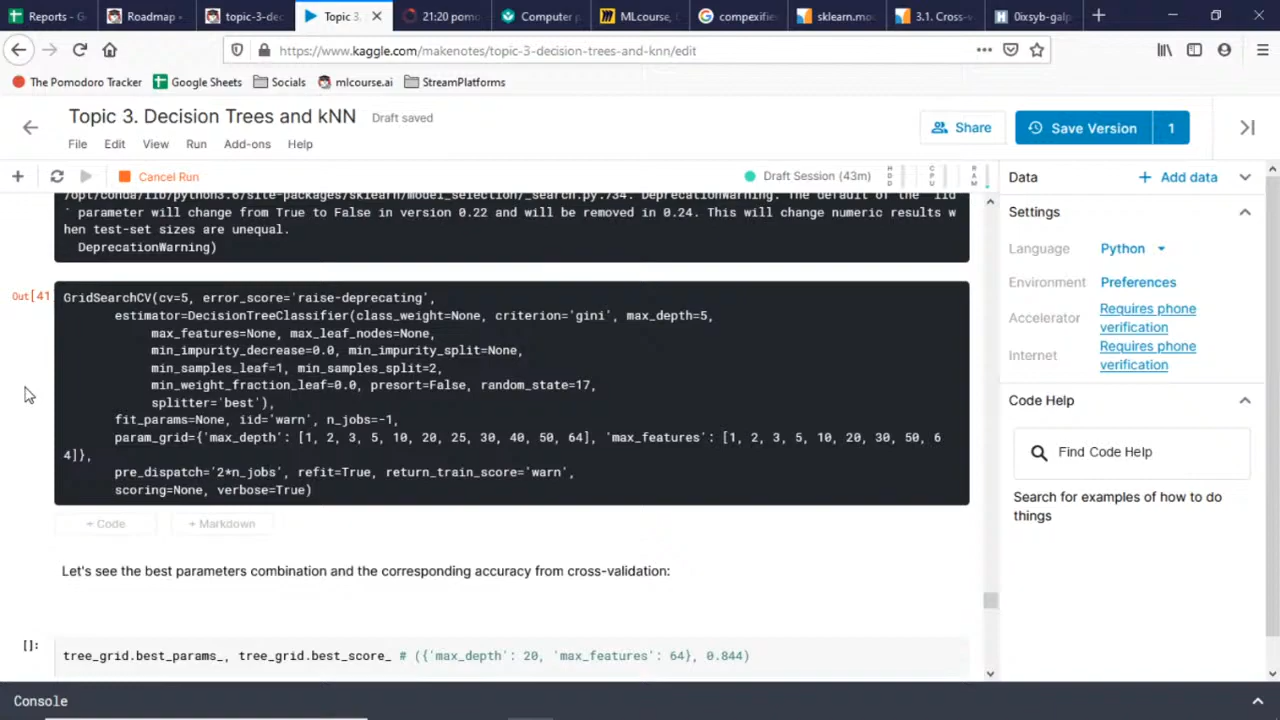 Reports - G
Roadmap
topic-3-dec
Topic 3.
21:20 pomo
Computer p
MLcourse,
compexifie
sklearn.mo
3.1. Cross-v
0ixsyb-galp
https://www.kaggle.com/makenotes/topic-3-decision-trees-and-knn/edit
The Pomodoro Tracker
Google Sheets
Socials
mlcourse.ai
StreamPlatforms
Topic 3. Decision Trees and kNN
Draft saved
Share
Save Version
1
File Edit View Run Add-ons Help
Cancel Run
Draft Session (43m)
HDD
CPU
RAM
parameter will change from True to False in version 0.22 and will be removed in 0.24. This will change numeric results w
hen test-set sizes are unequal.
DeprecationWarning)
Out[41
GridSearchCV(cv=5, error_score='raise-deprecating',
estimator=DecisionTreeClassifier(class_weight=None, criterion='gini', max_depth=5,
max_features=None, max_leaf_nodes=None,
min_impurity_decrease=0.0, min_impurity_split=None,
min_samples_leaf=1, min_samples_split=2,
min_weight_fraction_leaf=0.0, presort=False, random_state=17,
splitter='best'),
fit_params=None, iid='warn', n_jobs=-1,
param_grid={'max_depth': [1, 2, 3, 5, 10, 20, 25, 30, 40, 50, 64], 'max_features': [1, 2, 3, 5, 10, 20, 30, 50, 6
4]},
pre_dispatch='2*n_jobs', refit=True, return_train_score='warn',
scoring=None, verbose=True)
+ Code
+ Markdown
Let's see the best parameters combination and the corresponding accuracy from cross-validation:
[]:
tree_grid.best_params_, tree_grid.best_score_ # ({'max_depth': 20, 'max_features': 64}, 0.844)
Data
+ Add data
Settings
Language
Python
Environment
Preferences
Accelerator
Requires phone
verification
Internet
Requires phone
verification
Code Help
Find Code Help
Search for examples of how to do
things
Console